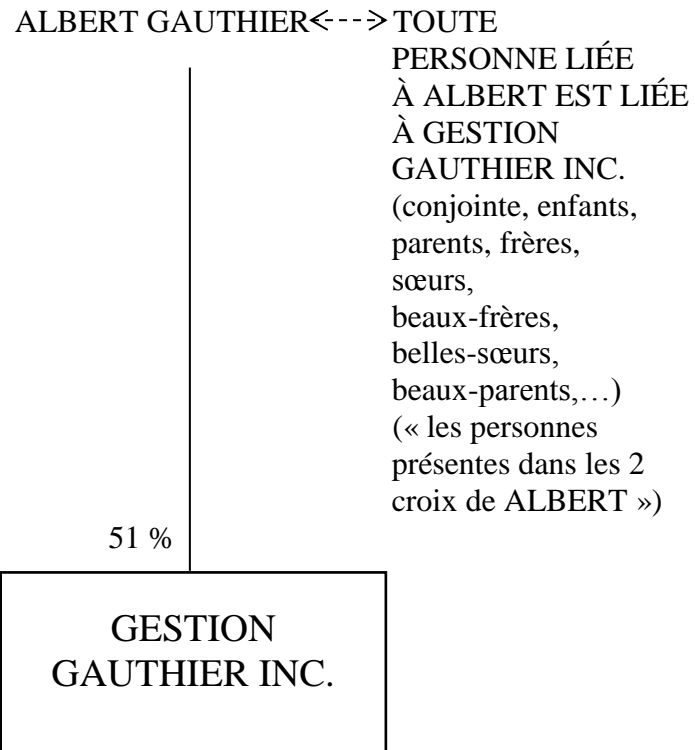 ALBERT GAUTHIER
TOUTE
PERSONNE LIÉE
À ALBERT EST LIÉE
À GESTION
GAUTHIER INC.
(conjointe, enfants,
parents, frères,
sœurs,
beaux-frères,
belles-sœurs,
beaux-parents,…)
(« les personnes
présentes dans les 2
croix de ALBERT »)
51 %
GESTION
GAUTHIER INC.